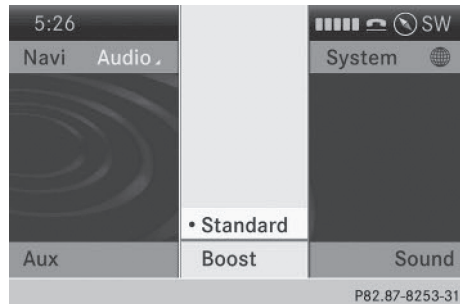 5:26 SW
Navi Audio System
• Standard
Aux Boost Sound
P82.87-8253-31